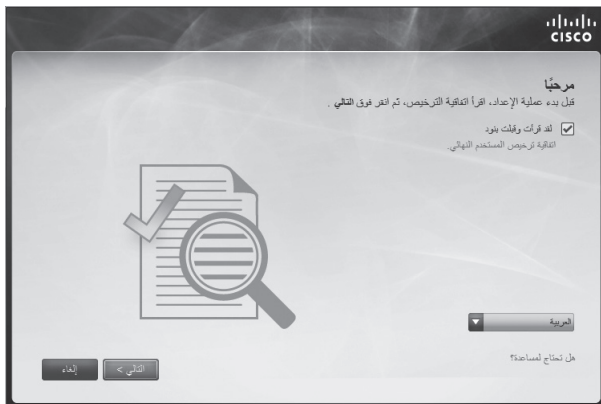 CISCO
مرحبًا
قبل بدء عملية الإعداد، اقرأ اتفاقية الترخيص، ثم انقر فوق التالي .
لقد قرأت وقبلت بنود
اتفاقية ترخيص المستخدم النهائي.
العربية
هل تحتاج لمساعدة؟
التالي >
إلغاء